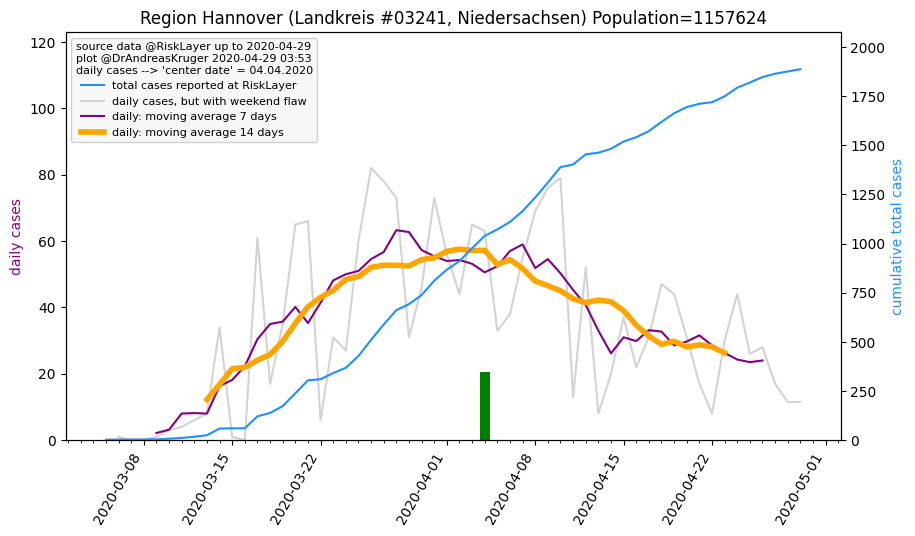 Region Hannover (Landkreis #03241, Niedersachsen) Population=1157624
source data @RiskLayer up to 2020-04-29
plot @DrAndreasKruger 2020-04-29 03:53
daily cases --> 'center date' = 04.04.2020
total cases reported at RiskLayer
daily cases, but with weekend flaw
daily: moving average 7 days
daily: moving average 14 days
daily cases
120
100
80
60
40
20
0
cumulative total cases
2000
1750
1500
1250
1000
750
500
250
0
2020-03-08
2020-03-15
2020-03-22
2020-04-01
2020-04-08
2020-04-15
2020-04-22
2020-05-01